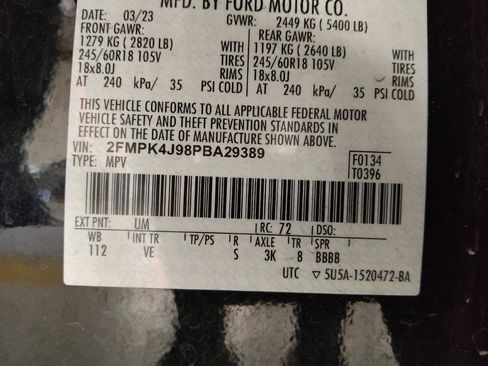 MFD. BY FORD MOTOR CO.
DATE: 03/23 GVWR: 2449 KG (5400 LB)
FRONT GAWR: REAR GAWR:
1279 KG (2820 LB) WITH 1197 KG (2640 LB) WITH
245/60R18 105V TIRES 245/60R18 105V TIRES
18x8.0J RIMS 18x8.0J RIMS
AT 240 kPa/ 35 PSI COLD AT 240 kPa/ 35 PSI COLD
THIS VEHICLE CONFORMS TO ALL APPLICABLE FEDERAL MOTOR
VEHICLE SAFETY AND THEFT PREVENTION STANDARDS IN
EFFECT ON THE DATE OF MANUFACTURE SHOWN ABOVE.
VIN: 2FMPK4J98PBA29389 F0134
TYPE: MPV T0396
EXT PNT: UM RC: 72 DSO:
WB INT TR TP/PS R AXLE TR SPR
112 VE S 3K 8 BBBB
UTC ▽ 5U5A-1520472-BA